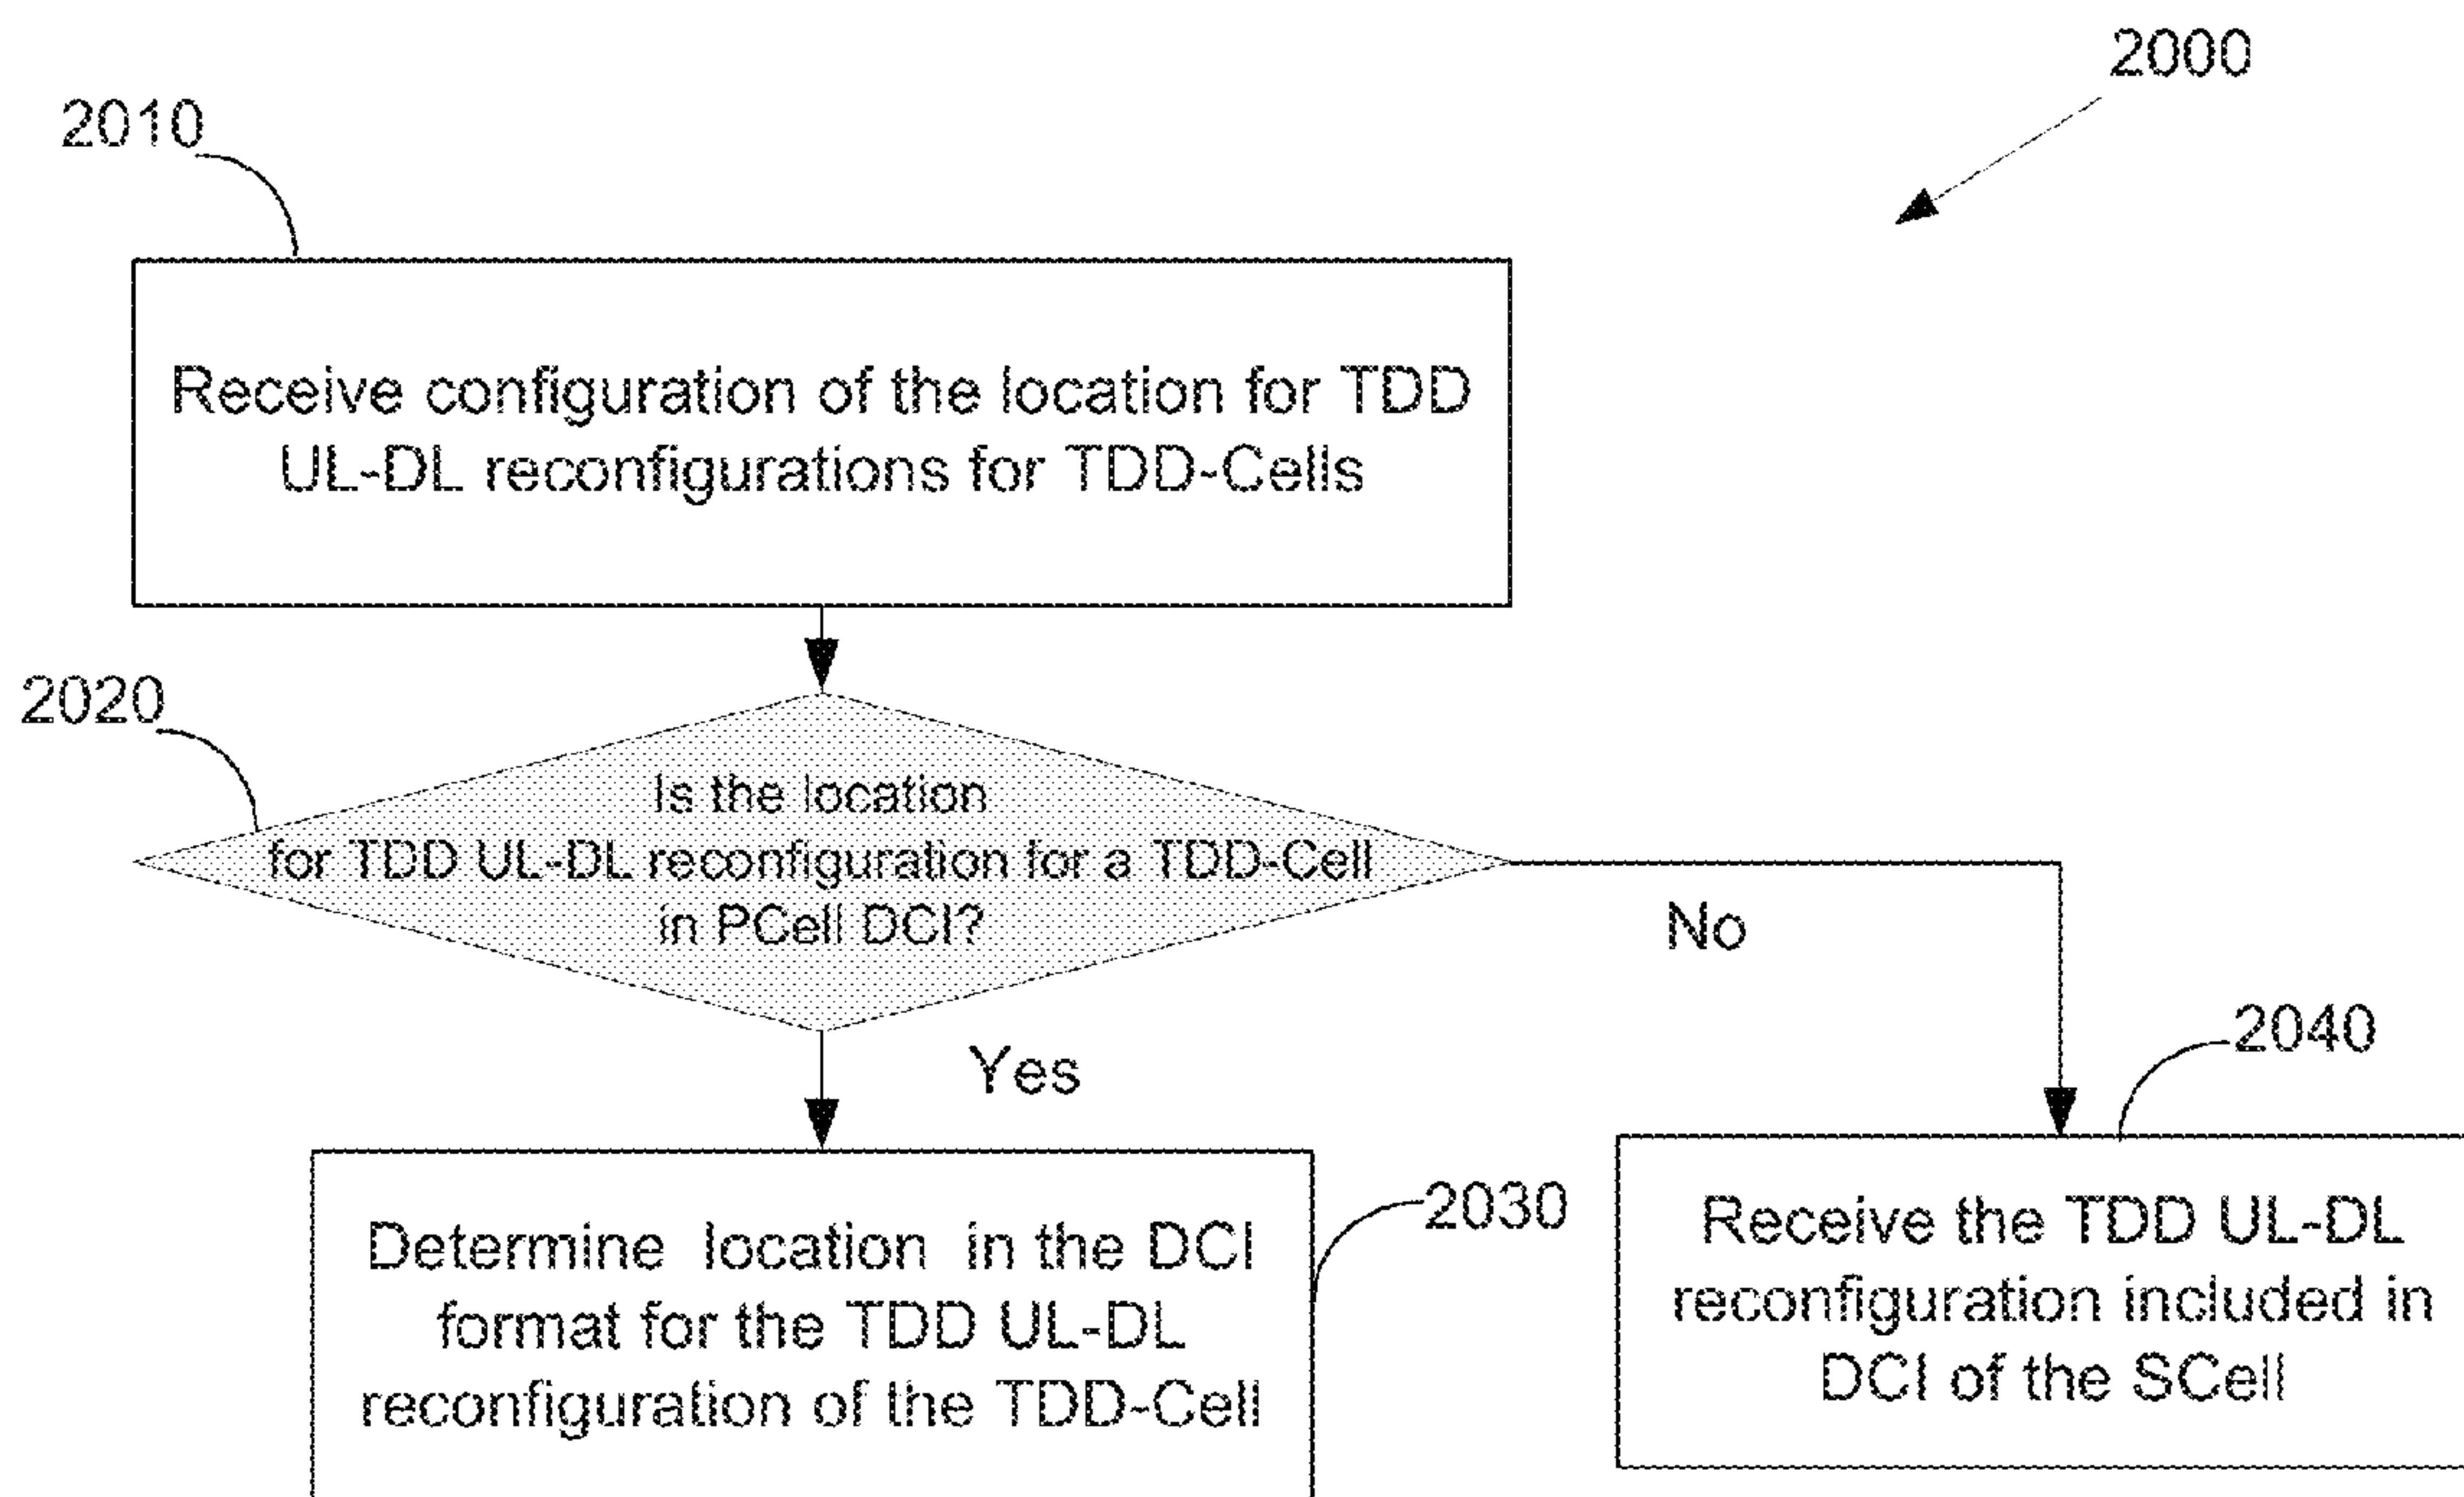 2000
2010
Receive configuration of the location for TDD
UL-DL reconfigurations for TDD-Cells
2020
Is the location
for TDD UL-DL reconfiguration for a TDD-Cell
in PCell DCI?
No
Yes
2040
2030
Determine location in the DCI
format for the TDD UL-DL
reconfiguration of the TDD-Cell
Receive the TDD UL-DL
reconfiguration included in
DCI of the SCell